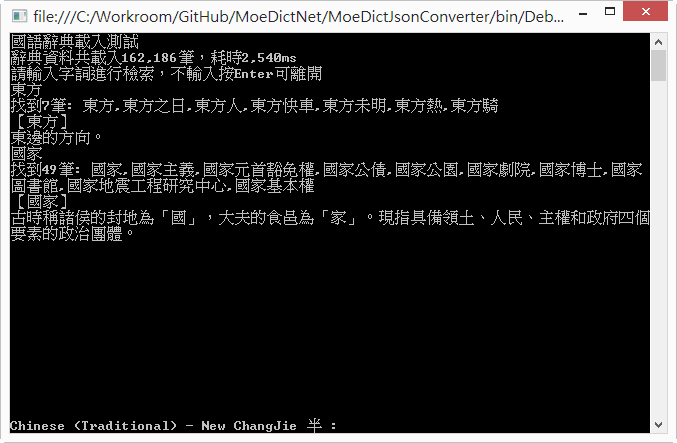 file:///C:/Workroom/GitHub/MoeDictNet/MoeDictJsonConverter/bin/Deb...
國語辭典載入測試
辭典資料共載入162,186筆，耗時2,540ms
請輸入字詞進行檢索，不輸入按Enter可離開
東方
找到7筆: 東方,東方之日,東方人,東方快車,東方未明,東方熱,東方騎
[東方]
東邊的方向。
國家
找到49筆: 國家,國家主義,國家元首豁免權,國家公債,國家公園,國家劇院,國家博士,國家
圖書館,國家地震工程研究中心,國家基本權
[國家]
古時稱諸侯的封地為「國」，大夫的食邑為「家」。現指具備領土、人民、主權和政府四個
要素的政治團體。
Chinese (Traditional) - New ChangJie 半 :